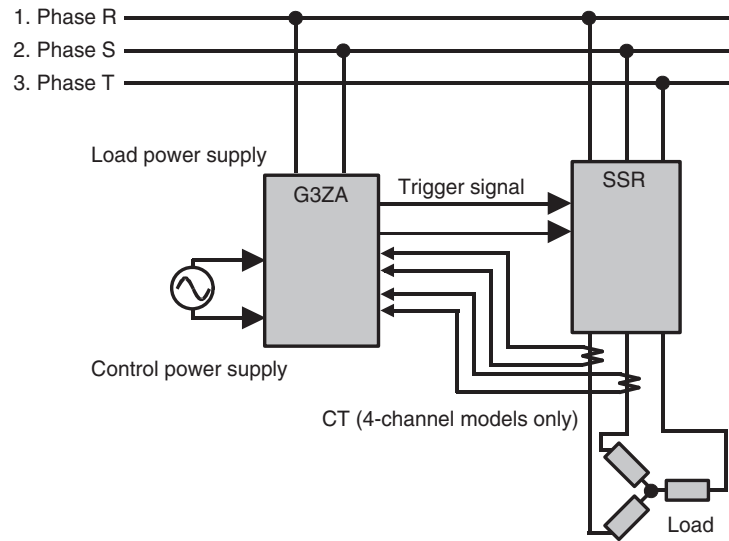 1. Phase R
2. Phase S
3. Phase T
Load power supply
G3ZA
Trigger signal
SSR
Control power supply
CT (4-channel models only)
Load